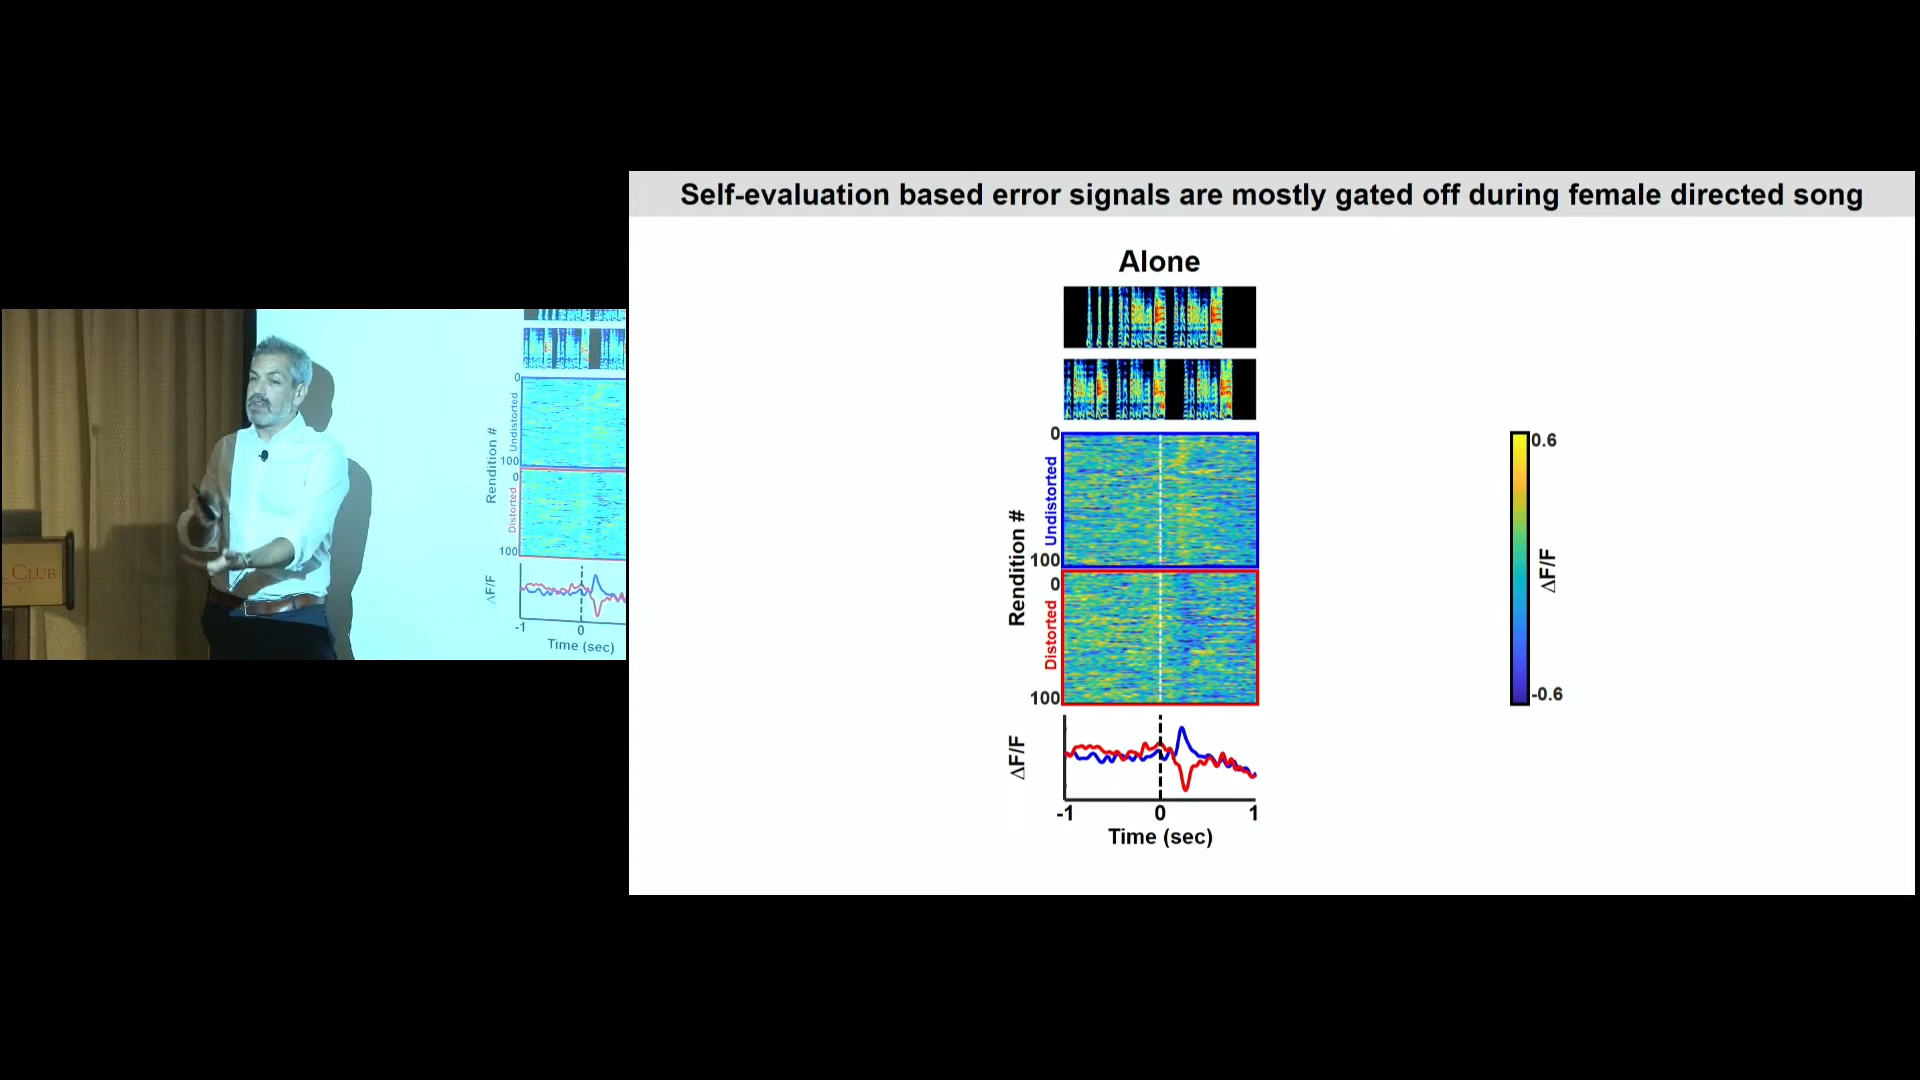 Self-evaluation based error signals are mostly gated off during female directed song
Alone
0
Undistorted
100
0
Distorted
100
Rendition #
ΔF/F
-1 0 1
Time (sec)
0.6
ΔF/F
-0.6
0
Undistorted
100
0
Distorted
100
Rendition #
ΔF/F
-1 0
Time (sec)
CLUB